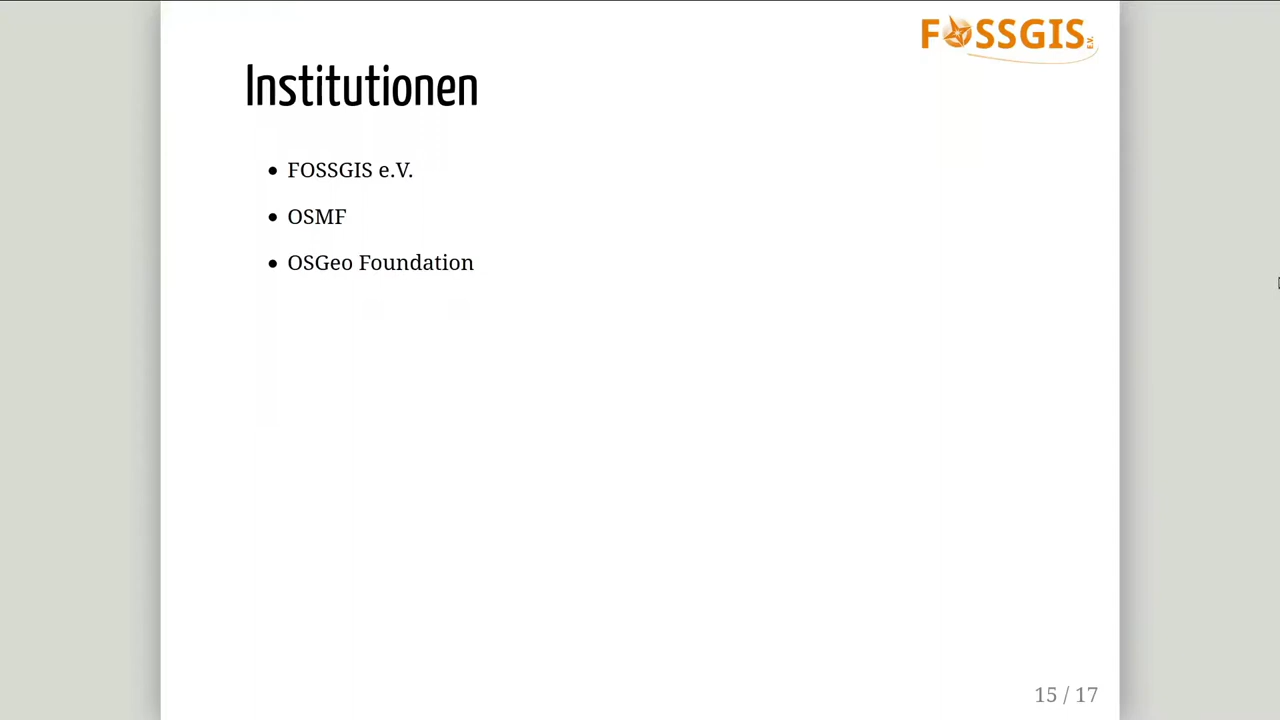 FOSSGIS e.V.
Institutionen
FOSSGIS e.V.
OSMF
OSGeo Foundation
15 / 17